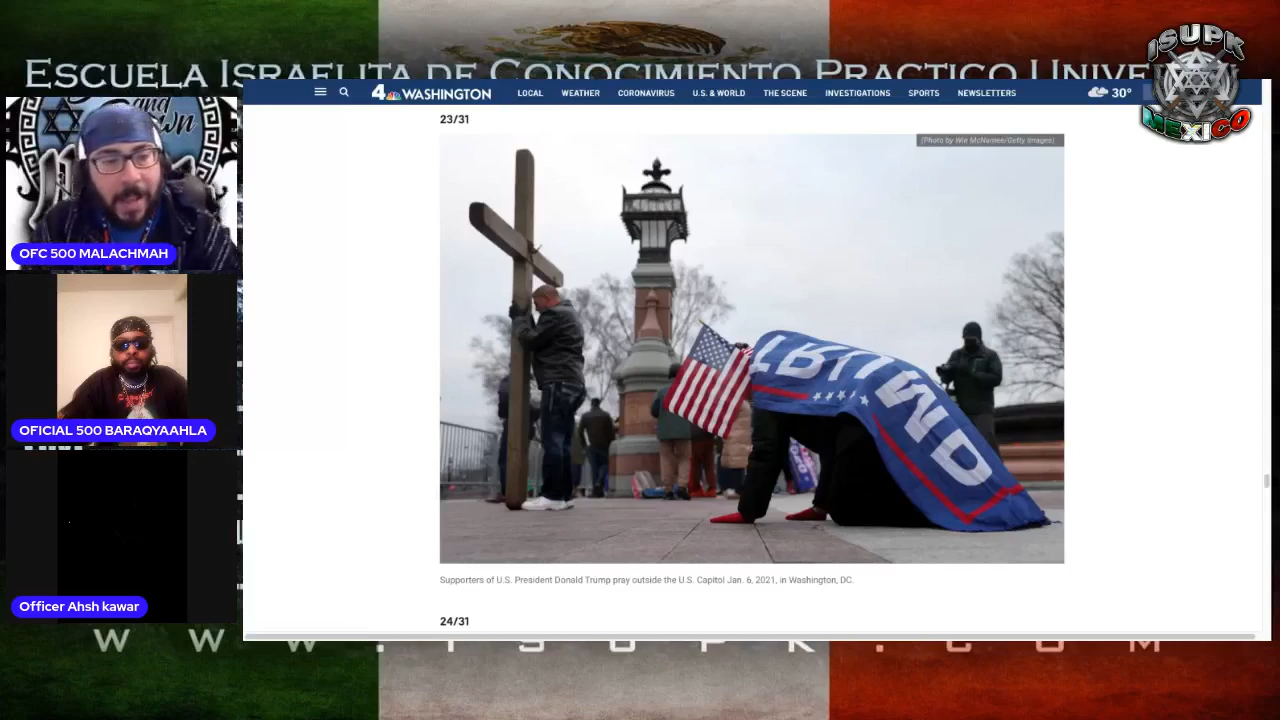 ESCUELA ISRAELITA DE CONOCIMIENTO PRACTICO UNIVE
ISUPK
MEXICO
4 WASHINGTON
LOCAL
WEATHER
CORONAVIRUS
U.S. & WORLD
THE SCENE
INVESTIGATIONS
SPORTS
NEWSLETTERS
30°
23/31
(Photo by Win McNamee/Getty Images)
TRUMP
Supporters of U.S. President Donald Trump pray outside the U.S. Capitol Jan. 6, 2021, in Washington, DC.
24/31
OFC 500 MALACHMAH
OFICIAL 500 BARAQYAAHLA
Officer Ahsh kawar
W W W . I S U P K . C O M